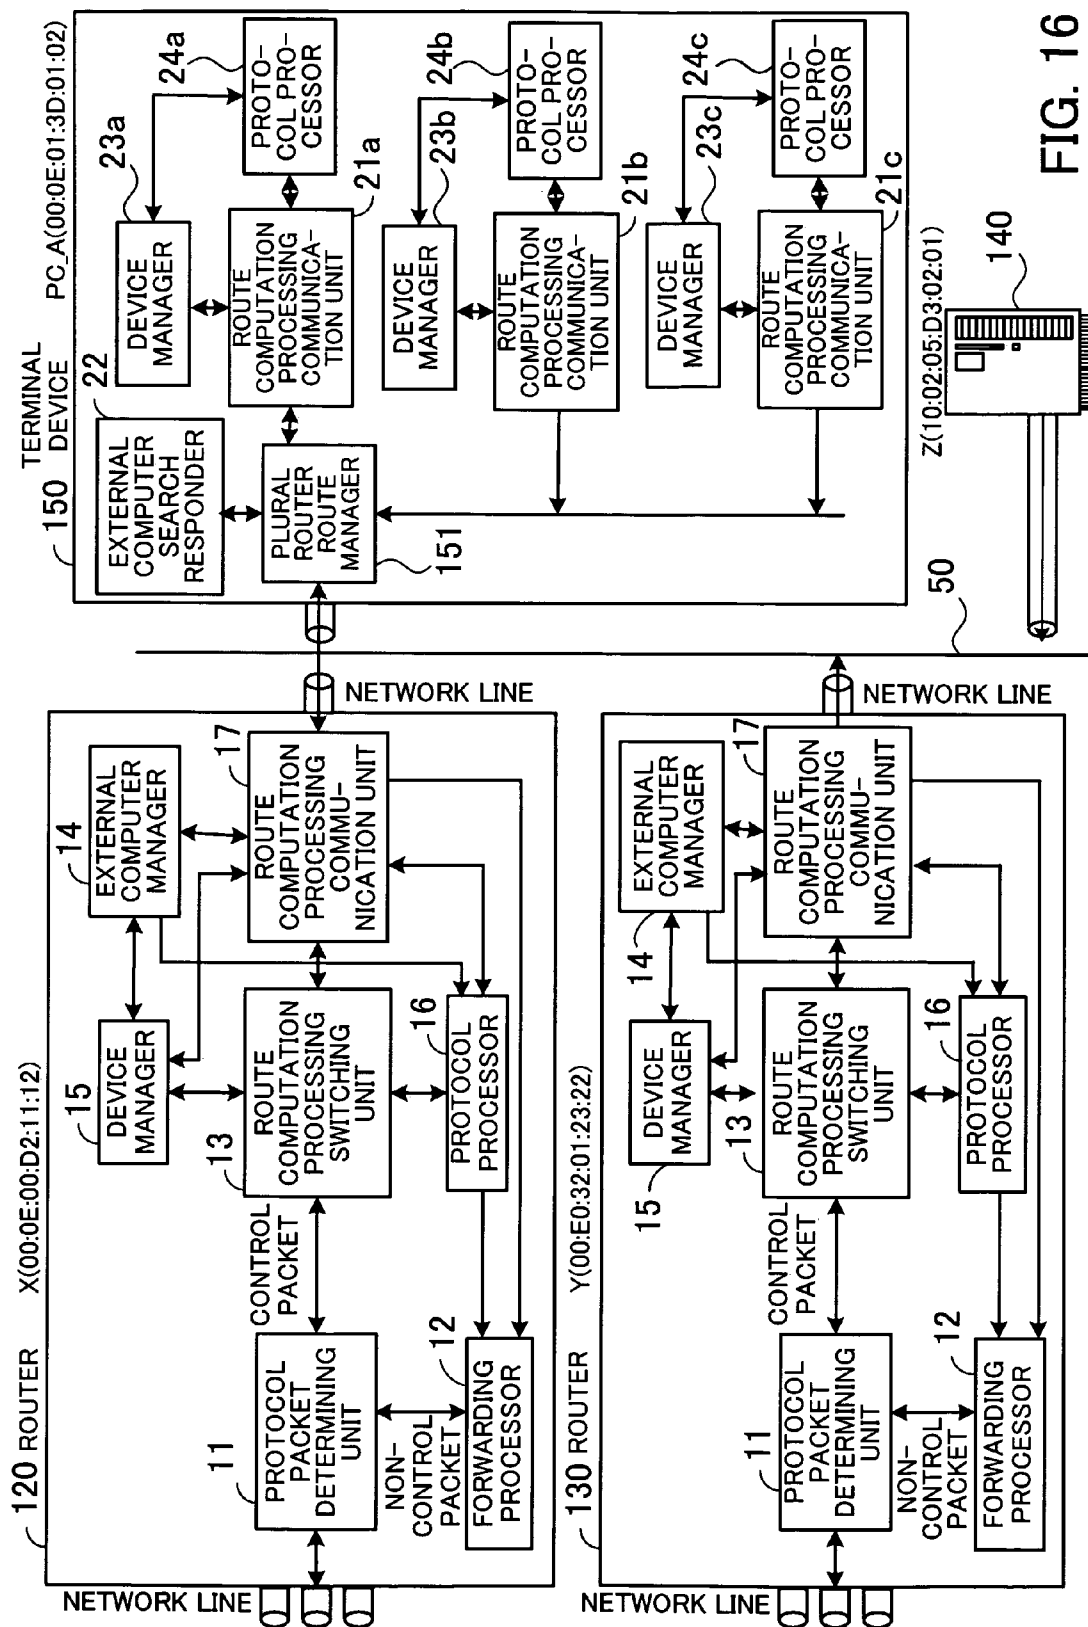 120 ROUTER
X(00:0E:00:D2:11:12)
NETWORK LINE
11
PROTOCOL
PACKET
DETERMINING
UNIT
NON-
CONTROL
PACKET
12
FORWARDING
PROCESSOR
CONTROL
PACKET
13
ROUTE
COMPUTATION
PROCESSING
SWITCHING
UNIT
15
DEVICE
MANAGER
16
PROTOCOL
PROCESSOR
14
EXTERNAL
COMPUTER
MANAGER
17
ROUTE
COMPUTATION
PROCESSING
COMMU-
NICATION UNIT
NETWORK LINE
130 ROUTER
Y(00:E0:32:01:23:22)
NETWORK LINE
11
PROTOCOL
PACKET
DETERMINING
UNIT
NON-
CONTROL
PACKET
12
FORWARDING
PROCESSOR
CONTROL
PACKET
13
ROUTE
COMPUTATION
PROCESSING
SWITCHING
UNIT
15
DEVICE
MANAGER
16
PROTOCOL
PROCESSOR
14
EXTERNAL
COMPUTER
MANAGER
17
ROUTE
COMPUTATION
PROCESSING
COMMU-
NICATION UNIT
NETWORK LINE
50
150
TERMINAL
DEVICE
PC_A(00:0E:01:3D:01:02)
22
EXTERNAL
COMPUTER
SEARCH
RESPONDER
PLURAL
ROUTER
ROUTE
MANAGER
151
23a
DEVICE
MANAGER
ROUTE
COMPUTATION
PROCESSING
COMMUNICA-
TION UNIT
21a
24a
PROTO-
COL PRO-
CESSOR
23b
DEVICE
MANAGER
ROUTE
COMPUTATION
PROCESSING
COMMUNICA-
TION UNIT
21b
24b
PROTO-
COL PRO-
CESSOR
23c
DEVICE
MANAGER
ROUTE
COMPUTATION
PROCESSING
COMMUNICA-
TION UNIT
21c
24c
PROTO-
COL PRO-
CESSOR
Z(10:02:05:D3:02:01)
140
FIG. 16